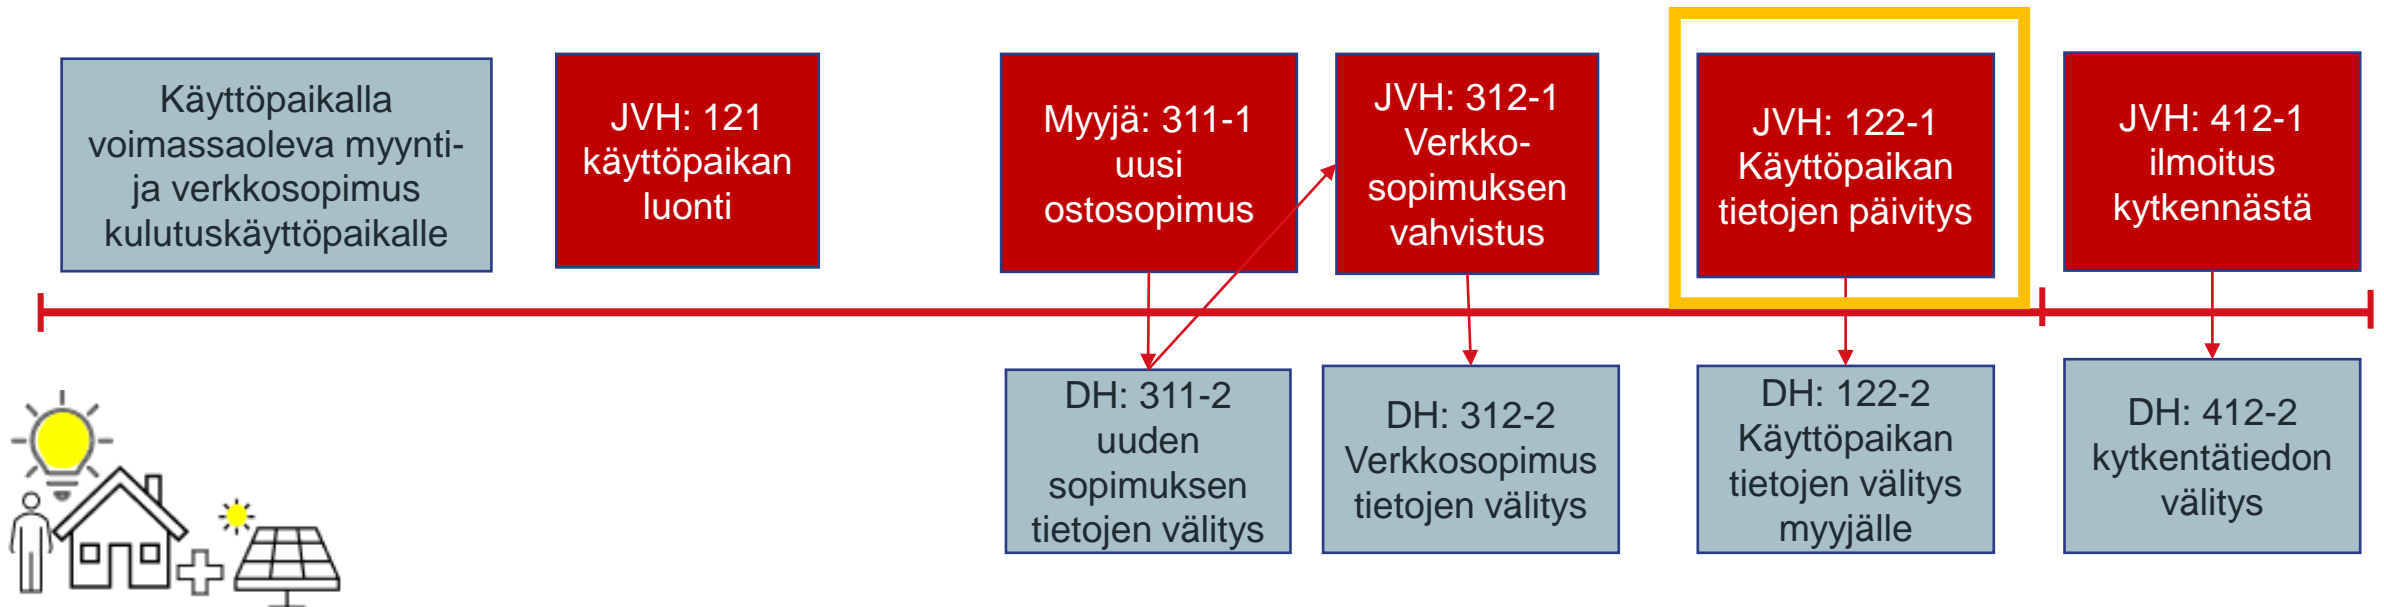 Käyttöpaikalla
voimassaoleva myynti-
ja verkkosopimus
kulutuskäyttöpaikalle
JVH: 121
käyttöpaikan
luonti
Myyjä: 311-1
uusi
ostosopimus
JVH: 312-1
Verkko-
sopimuksen
vahvistus
JVH: 122-1
Käyttöpaikan
tietojen päivitys
JVH: 412-1
ilmoitus
kytkennästä
DH: 311-2
uuden
sopimuksen
tietojen välitys
DH: 312-2
Verkkosopimus
tietojen välitys
DH: 122-2
Käyttöpaikan
tietojen välitys
myyjälle
DH: 412-2
kytkentätiedon
välitys